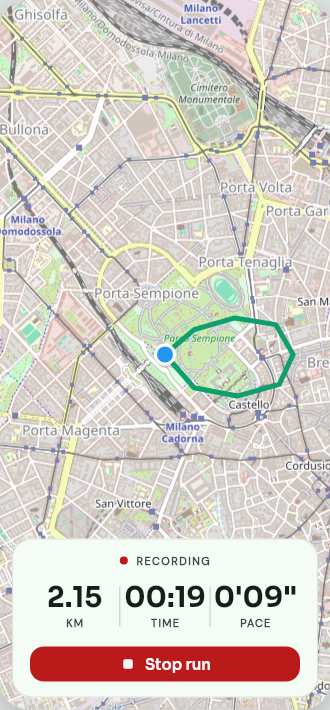 Ghisolfa
Milano
Lancetti
Milano/Domodossola-Milano/Cintura di Milano
Cimitero
Monumentale
Bullona
Porta Volta
Porta Gar
Milano
Domodossola
Porta Tenaglia
Porta Sempione
San M
Parco Sempione
Bre
Castello
Porta Magenta
Milano
Cadorna
Cordusio
San Vittore
RECORDING
2.15 00:19 0'09"
KM TIME PACE
Stop run